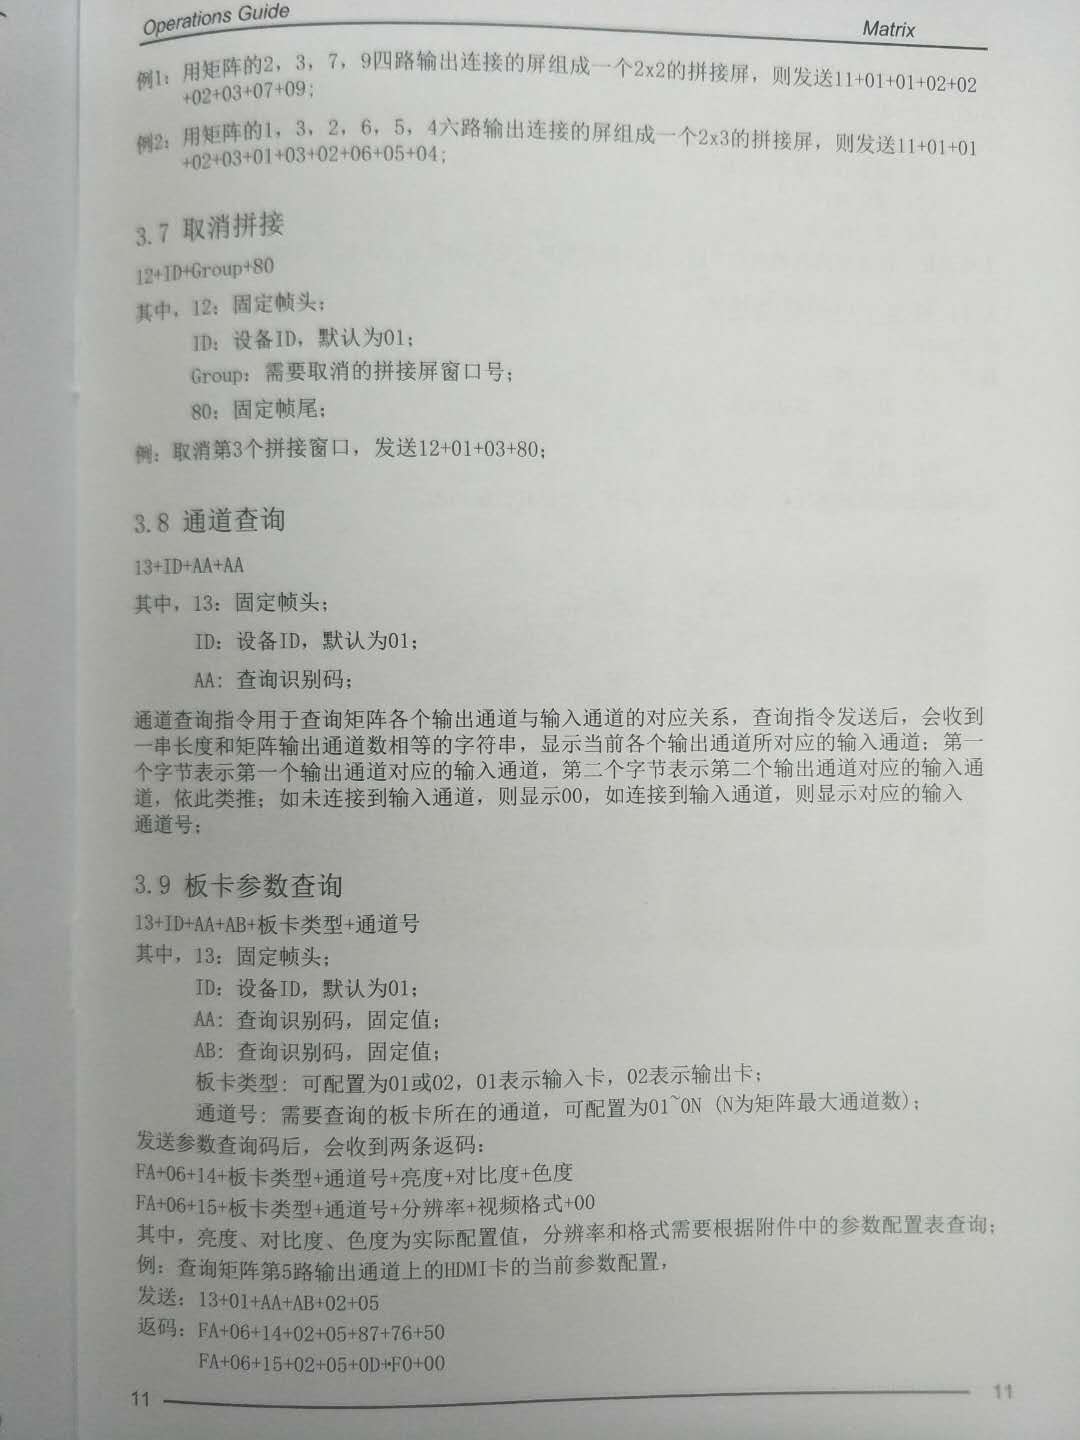 Operations Guide
Matrix
例1：用矩阵的2，3，7，9四路输出连接的屏组成一个2x2的拼接屏，则发送11+01+01+02+02
+02+03+07+09；
例2：用矩阵的1，3，2，6，5，4六路输出连接的屏组成一个2x3的拼接屏，则发送11+01+01
+02+03+01+03+02+06+05+04；
3.7 取消拼接
12+ID+Group+80
其中，12：固定帧头；
ID：设备ID，默认为01；
Group：需要取消的拼接屏窗口号；
80：固定帧尾；
例：取消第3个拼接窗口，发送12+01+03+80；
3.8 通道查询
13+ID+AA+AA
其中，13：固定帧头；
ID：设备ID，默认为01；
AA：查询识别码；
通道查询指令用于查询矩阵各个输出通道与输入通道的对应关系，查询指令发送后，会收到
一串长度和矩阵输出通道数相等的字符串，显示当前各个输出通道所对应的输入通道；第一
个字节表示第一个输出通道对应的输入通道，第二个字节表示第二个输出通道对应的输入通
道，依此类推；如未连接到输入通道，则显示00，如连接到输入通道，则显示对应的输入
通道号；
3.9 板卡参数查询
13+ID+AA+AB+板卡类型+通道号
其中，13：固定帧头；
ID：设备ID，默认为01；
AA：查询识别码，固定值；
AB：查询识别码，固定值；
板卡类型：可配置为01或02，01表示输入卡，02表示输出卡；
通道号：需要查询的板卡所在的通道，可配置为01~0N (N为矩阵最大通道数)；
发送参数查询码后，会收到两条返码：
FA+06+14+板卡类型+通道号+亮度+对比度+色度
FA+06+15+板卡类型+通道号+分辨率+视频格式+00
其中，亮度、对比度、色度为实际配置值，分辨率和格式需要根据附件中的参数配置表查询；
例：查询矩阵第5路输出通道上的HDMI卡的当前参数配置，
发送：13+01+AA+AB+02+05
返码：FA+06+14+02+05+87+76+50
FA+06+15+02+05+0D+F0+00
11
11